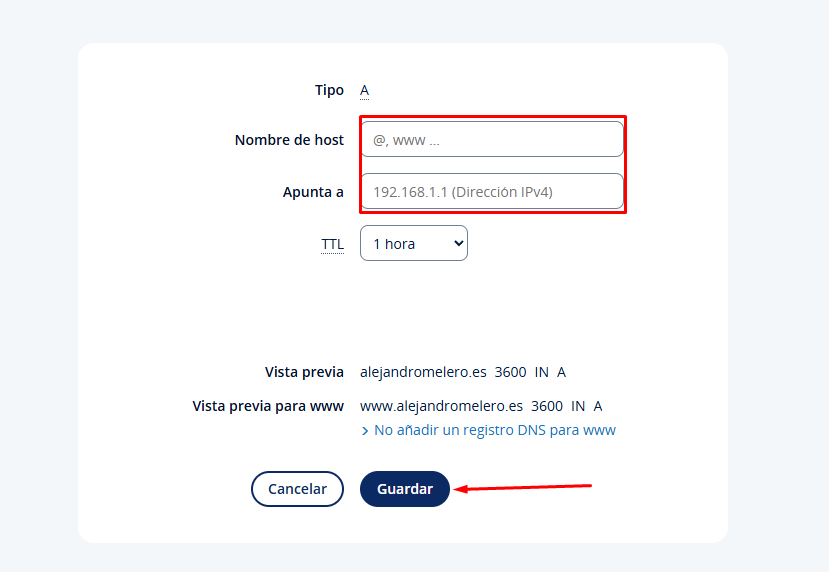 Tipo A
Nombre de host @, www ...
Apunta a 192.168.1.1 (Dirección IPv4)
TTL 1 hora
Vista previa alejandromelero.es 3600 IN A
Vista previa para www www.alejandromelero.es 3600 IN A
> No añadir un registro DNS para www
Cancelar Guardar